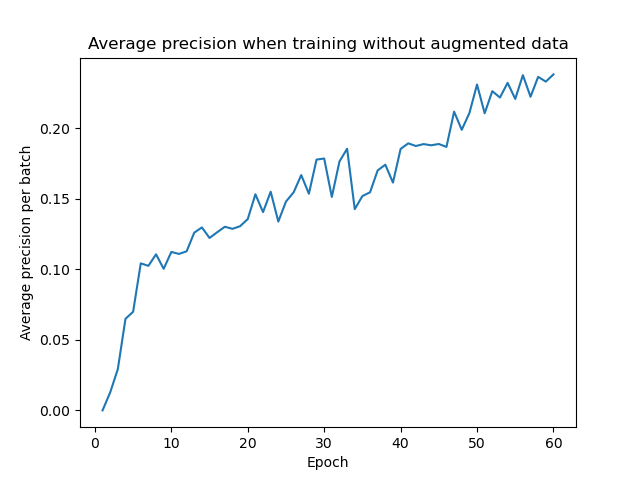 Average precision when training without augmented data
0.20
0.15
0.10
0.05
0.00
Average precision per batch
0 10 20 30 40 50 60
Epoch